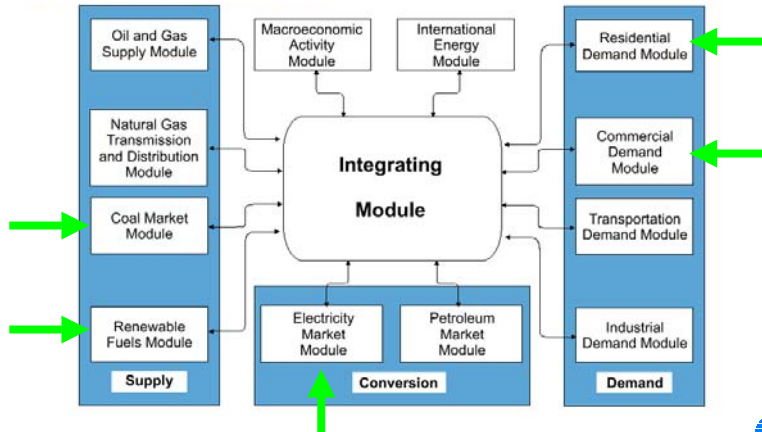 Oil and Gas
Supply Module
Macroeconomic
Activity
Module
International
Energy
Module
Residential
Demand Module
Natural Gas
Transmission
and Distribution
Module
Integrating
Module
Commercial
Demand
Module
Coal Market
Module
Transportation
Demand Module
Renewable
Fuels Module
Electricity
Market
Module
Petroleum
Market
Module
Industrial
Demand Module
Supply
Conversion
Demand